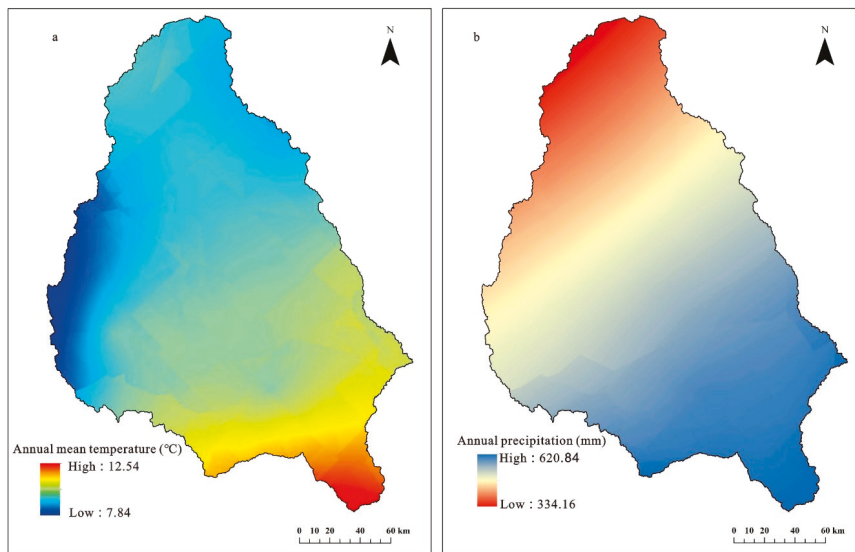 a
N
Annual mean temperature (℃)
High : 12.54
Low : 7.84
0 10 20 40 60 km
b
N
Annual precipitation (mm)
High : 620.84
Low : 334.16
0 10 20 40 60 km